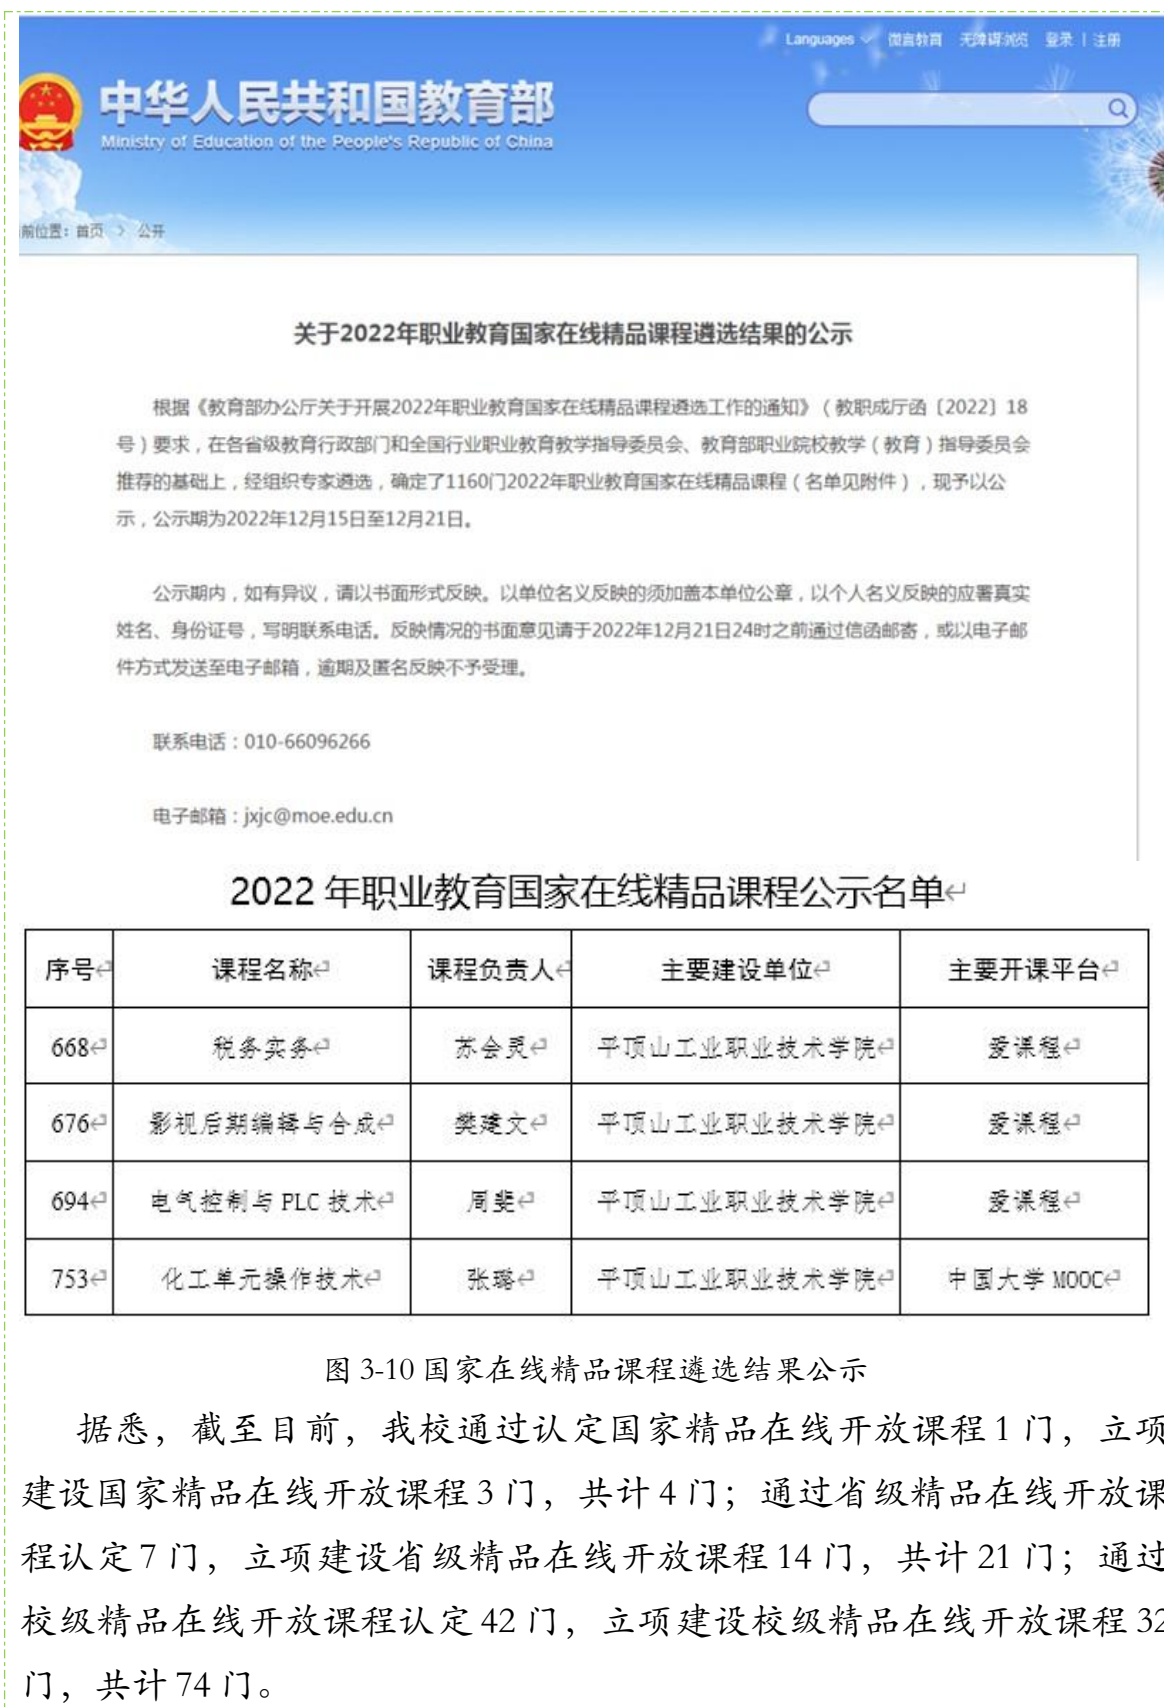 Languages 微言教育 无障碍浏览 登录 | 注册
中华人民共和国教育部
Ministry of Education of the People's Republic of China
前位置：首页 > 公开
关于2022年职业教育国家在线精品课程遴选结果的公示
根据《教育部办公厅关于开展2022年职业教育国家在线精品课程遴选工作的通知》（教职成厅函〔2022〕18
号）要求，在各省级教育行政部门和全国行业职业教育教学指导委员会、教育部职业院校教学（教育）指导委员会
推荐的基础上，经组织专家遴选，确定了1160门2022年职业教育国家在线精品课程（名单见附件），现予以公
示，公示期为2022年12月15日至12月21日。
公示期内，如有异议，请以书面形式反映。以单位名义反映的须加盖本单位公章，以个人名义反映的应署真实
姓名、身份证号，写明联系电话。反映情况的书面意见请于2022年12月21日24时之前通过信函邮寄，或以电子邮
件方式发送至电子邮箱，逾期及匿名反映不予受理。
联系电话：010-66096266
电子邮箱：jxjc@moe.edu.cn
2022 年职业教育国家在线精品课程公示名单
序号 课程名称 课程负责人 主要建设单位 主要开课平台
668 税务实务 苏会灵 平顶山工业职业技术学院 爱课程
676 影视后期编辑与合成 樊建文 平顶山工业职业技术学院 爱课程
694 电气控制与 PLC 技术 周斐 平顶山工业职业技术学院 爱课程
753 化工单元操作技术 张璐 平顶山工业职业技术学院 中国大学 MOOC
图 3-10 国家在线精品课程遴选结果公示
据悉，截至目前，我校通过认定国家精品在线开放课程 1 门，立项
建设国家精品在线开放课程 3 门，共计 4 门；通过省级精品在线开放课
程认定 7 门，立项建设省级精品在线开放课程 14 门，共计 21 门；通过
校级精品在线开放课程认定 42 门，立项建设校级精品在线开放课程 32
门，共计 74 门。